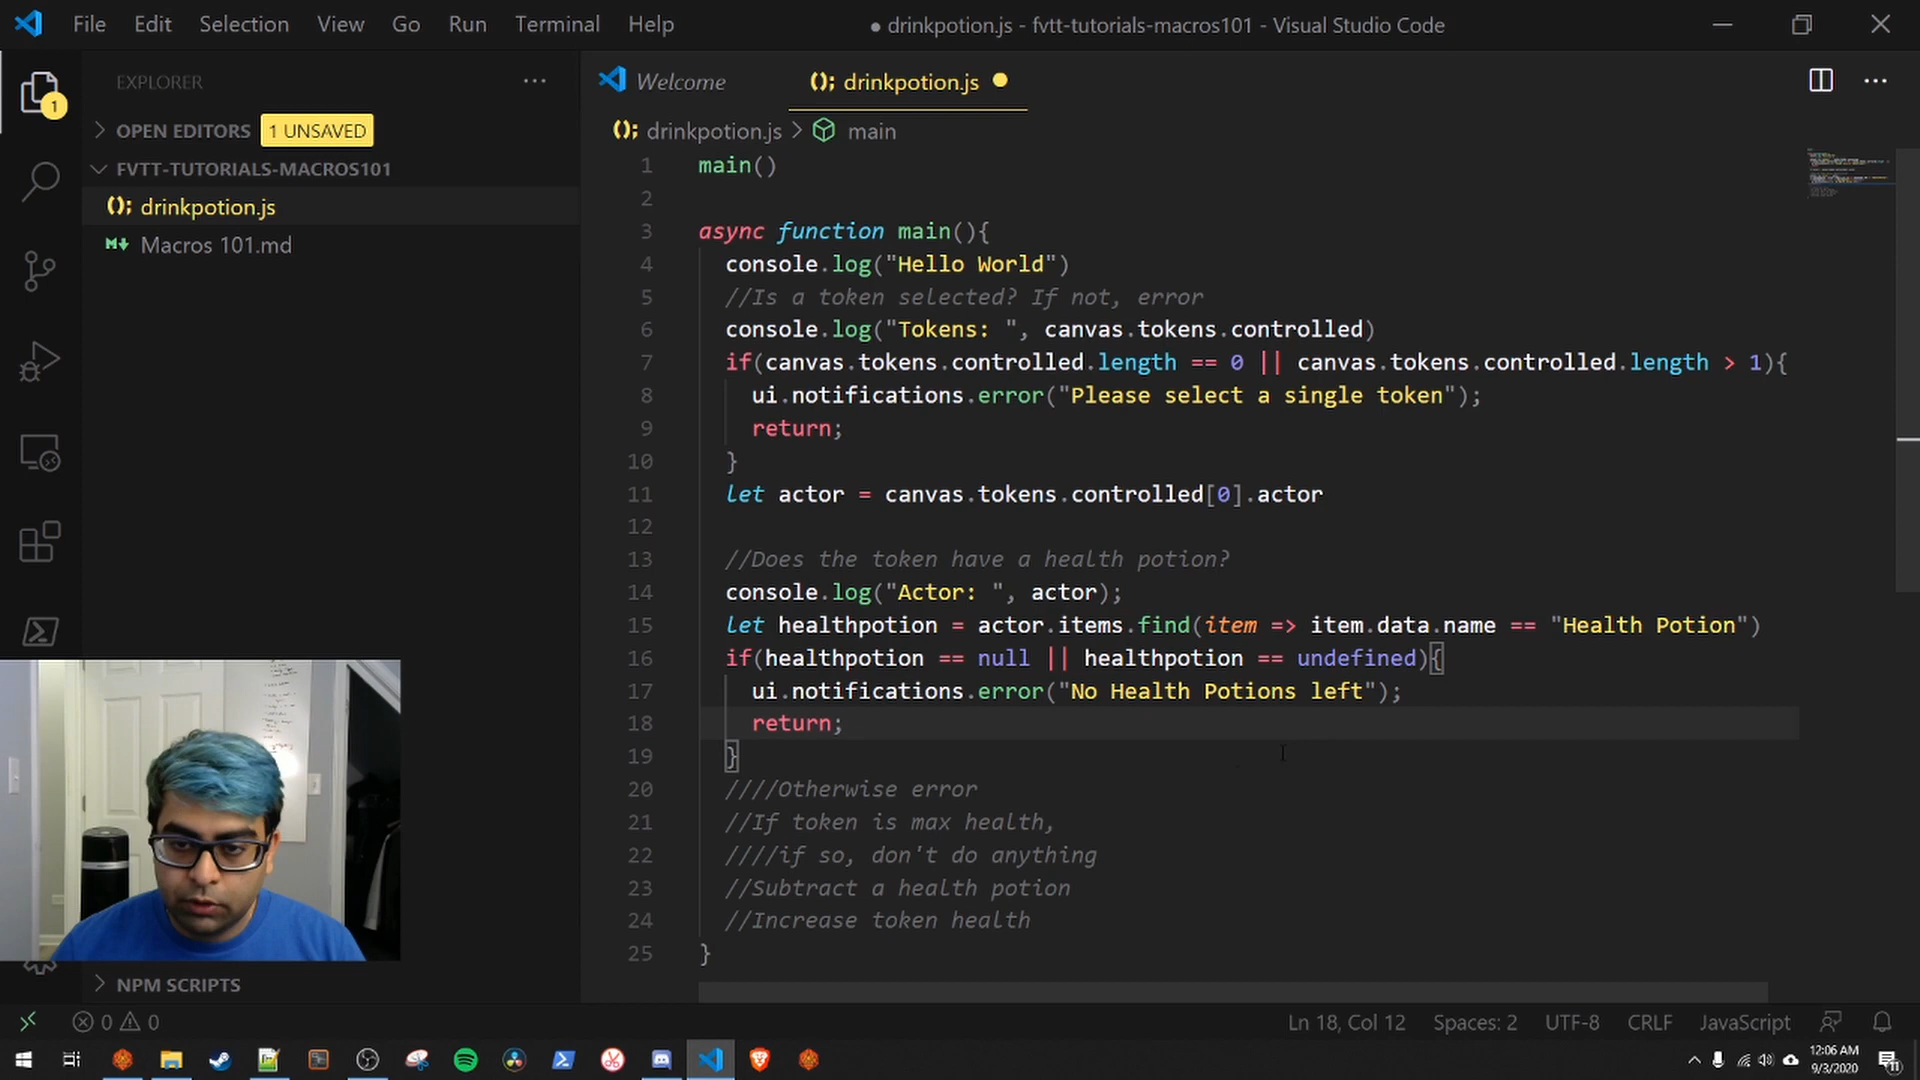 File Edit Selection View Go Run Terminal Help ● drinkpotion.js - fvtt-tutorials-macros101 - Visual Studio Code
EXPLORER
Welcome
drinkpotion.js
1
OPEN EDITORS 1 UNSAVED
drinkpotion.js > main
FVTT-TUTORIALS-MACROS101
drinkpotion.js
Macros 101.md
1 main()
2
3 async function main(){
4 console.log("Hello World")
5 //Is a token selected? If not, error
6 console.log("Tokens: ", canvas.tokens.controlled)
7 if(canvas.tokens.controlled.length == 0 || canvas.tokens.controlled.length > 1){
8 ui.notifications.error("Please select a single token");
9 return;
10 }
11 let actor = canvas.tokens.controlled[0].actor
12
13 //Does the token have a health potion?
14 console.log("Actor: ", actor);
15 let healthpotion = actor.items.find(item => item.data.name == "Health Potion")
16 if(healthpotion == null || healthpotion == undefined){
17 ui.notifications.error("No Health Potions left");
18 return;
19 }
20 ////Otherwise error
21 //If token is max health,
22 ////if so, don't do anything
23 //Subtract a health potion
24 //Increase token health
25 }
NPM SCRIPTS
0 0
Ln 18, Col 12 Spaces: 2 UTF-8 CRLF JavaScript
12:06 AM
9/3/2020